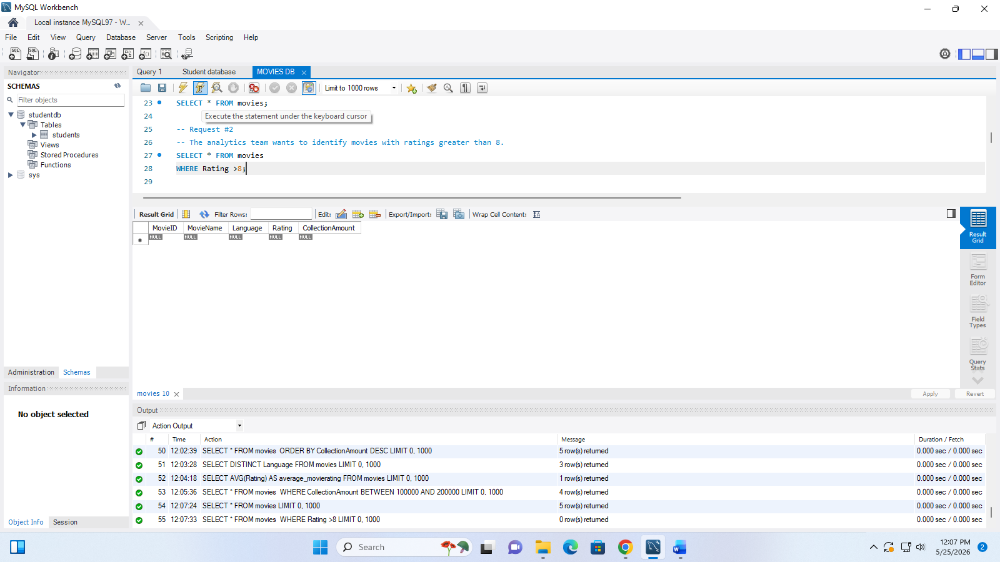 MySQL Workbench
Local instance MySQL97 - W...
File Edit View Query Database Server Tools Scripting Help
Navigator
SCHEMAS
Filter objects
studentdb
Tables
students
Views
Stored Procedures
Functions
sys
Administration Schemas
Information
No object selected
Object Info Session
Query 1 Student database MOVIES DB
Limit to 1000 rows
23 SELECT * FROM movies;
24
Execute the statement under the keyboard cursor
25 -- Request #2
26 -- The analytics team wants to identify movies with ratings greater than 8.
27 SELECT * FROM movies
28 WHERE Rating >8;
29
Result Grid Filter Rows: Edit: Export/Import: Wrap Cell Content:
MovieID MovieName Language Rating CollectionAmount
NULL NULL NULL NULL NULL
Result Grid
Form Editor
Field Types
Query Stats
movies 10
Apply Revert
Output
Action Output
# Time Action Message Duration / Fetch
50 12:02:39 SELECT * FROM movies ORDER BY CollectionAmount DESC LIMIT 0, 1000 5 row(s) returned 0.000 sec / 0.000 sec
51 12:03:28 SELECT DISTINCT Language FROM movies LIMIT 0, 1000 3 row(s) returned 0.000 sec / 0.000 sec
52 12:04:18 SELECT AVG(Rating) AS average_movierating FROM movies LIMIT 0, 1000 1 row(s) returned 0.000 sec / 0.000 sec
53 12:05:36 SELECT * FROM movies WHERE CollectionAmount BETWEEN 100000 AND 200000 LIMIT 0, 1000 4 row(s) returned 0.000 sec / 0.000 sec
54 12:07:24 SELECT * FROM movies LIMIT 0, 1000 5 row(s) returned 0.000 sec / 0.000 sec
55 12:07:33 SELECT * FROM movies WHERE Rating >8 LIMIT 0, 1000 0 row(s) returned 0.000 sec / 0.000 sec
Search
12:07 PM
5/25/2026
2